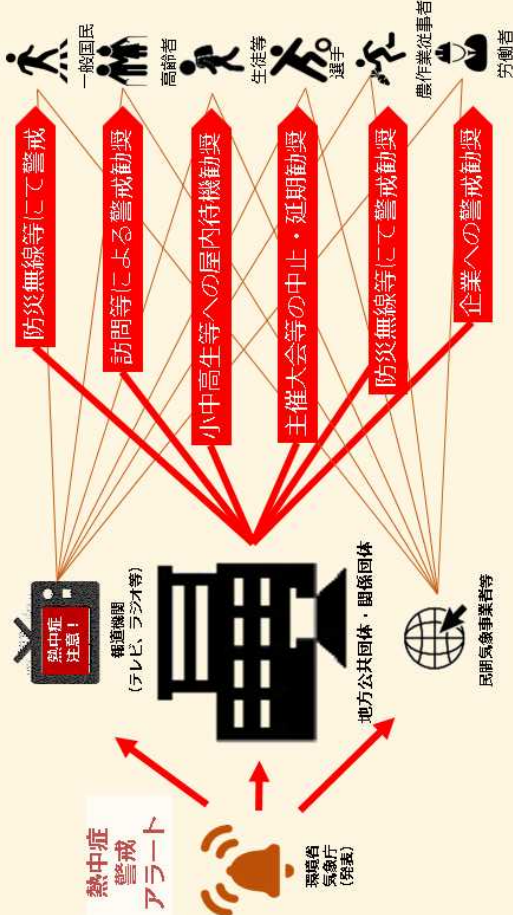 熱中症
警戒
アラート
環境省
気象庁
(発表)
熱中症
注意！
報道機関
(テレビ、ラジオ等)
地方公共団体・関係団体
民間気象事業者等
防災無線等にて警戒
訪問等による警戒勧奨
小中高生等への屋内待機勧奨
主催大会等の中止・延期勧奨
防災無線等にて警戒勧奨
企業への警戒勧奨
一般国民
高齢者
生徒等
選手
農作業従事者
労働者